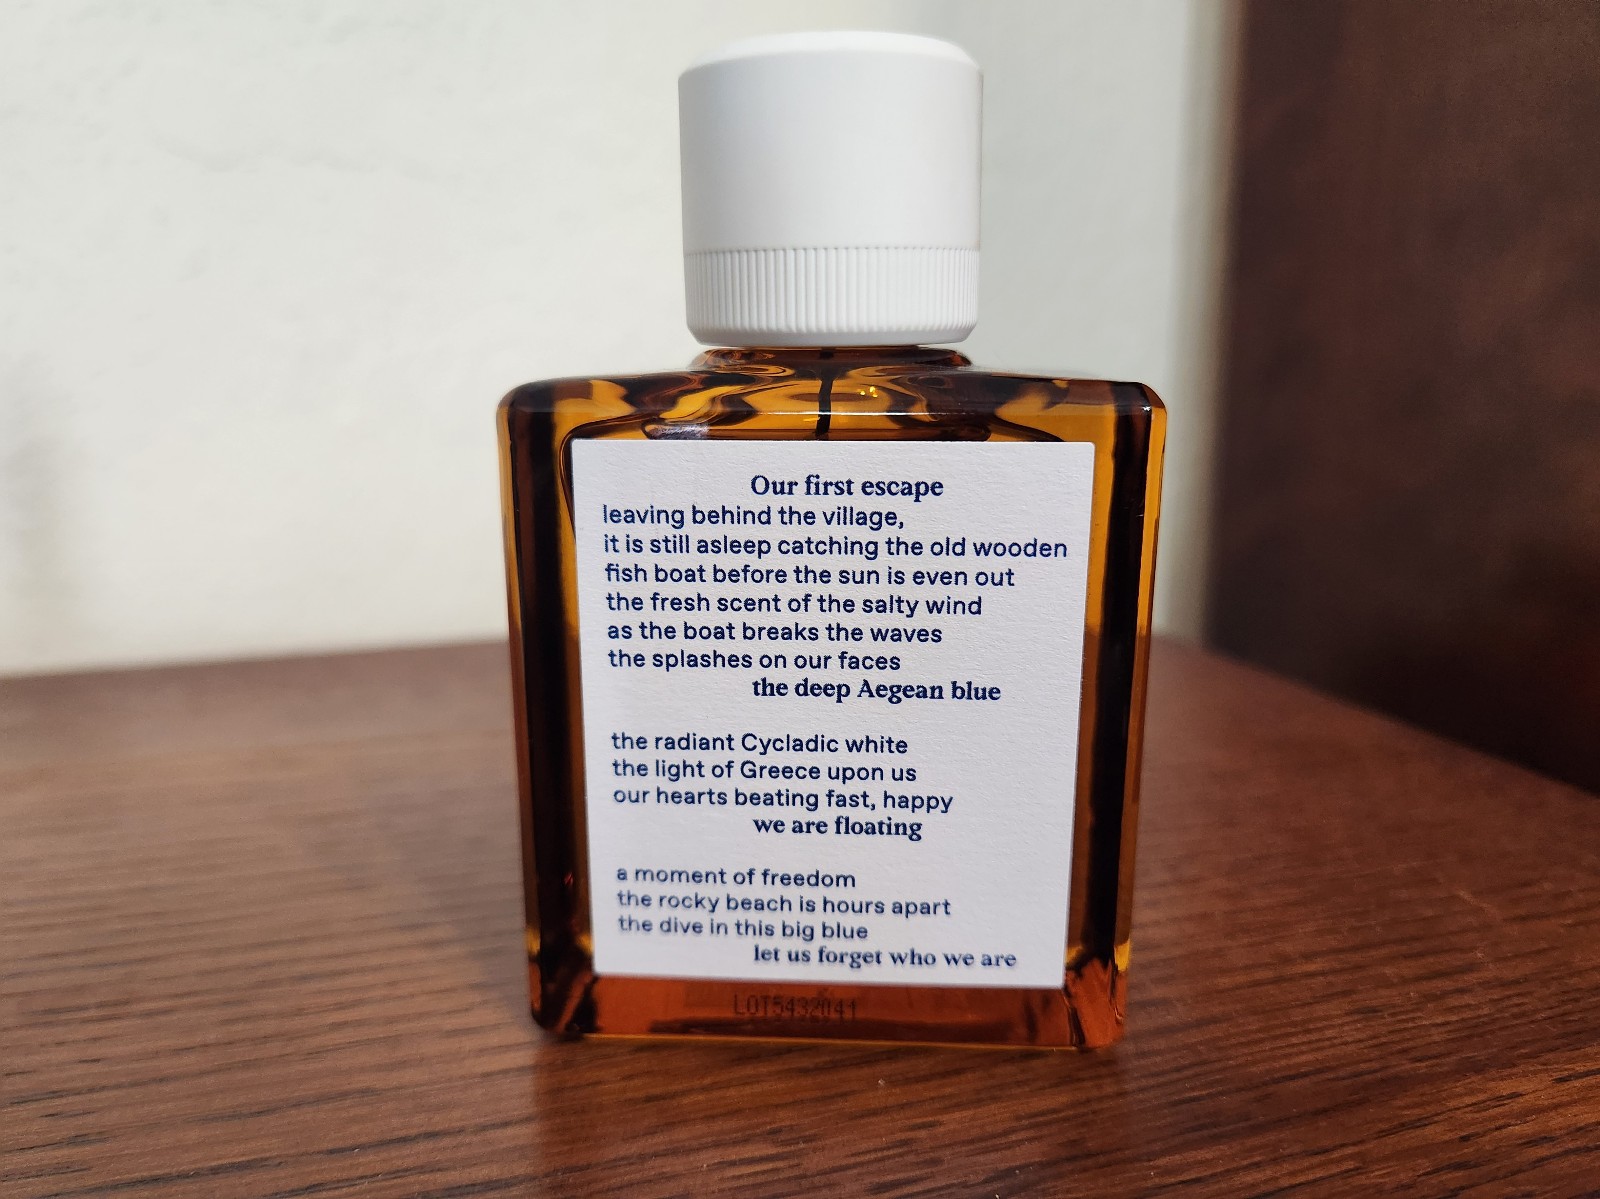 Our first escape
leaving behind the village,
it is still asleep catching the old wooden
fish boat before the sun is even out
the fresh scent of the salty wind
as the boat breaks the waves
the splashes on our faces
the deep Aegean blue
the radiant Cycladic white
the light of Greece upon us
our hearts beating fast, happy
we are floating
a moment of freedom
the rocky beach is hours apart
the dive in this big blue
let us forget who we are
LOT5432041